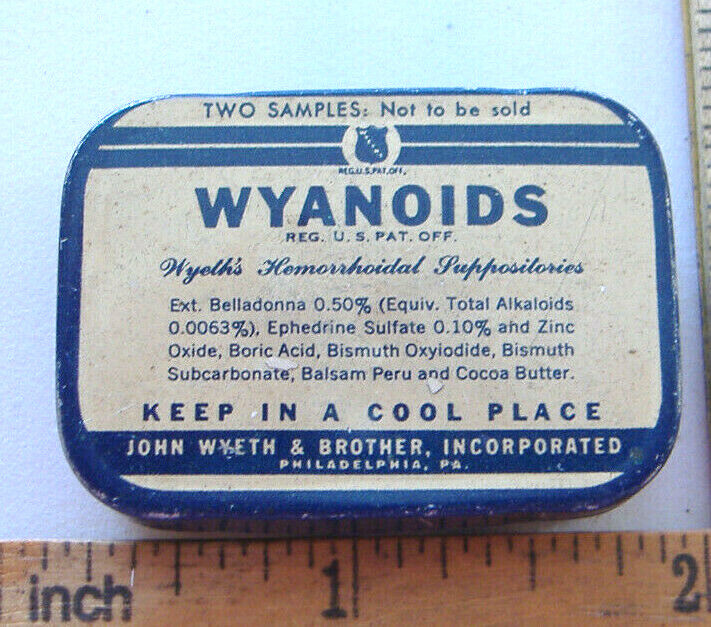 TWO SAMPLES: Not to be sold
REG.U.S.PAT.OFF.
WYANOIDS
REG. U. S. PAT. OFF.
Wyeth's Hemorrhoidal Suppositories
Ext. Belladonna 0.50% (Equiv. Total Alkaloids
0.0063%), Ephedrine Sulfate 0.10% and Zinc
Oxide, Boric Acid, Bismuth Oxyiodide, Bismuth
Subcarbonate, Balsam Peru and Cocoa Butter.
KEEP IN A COOL PLACE
JOHN WYETH & BROTHER, INCORPORATED
PHILADELPHIA, PA.
inch 1 2